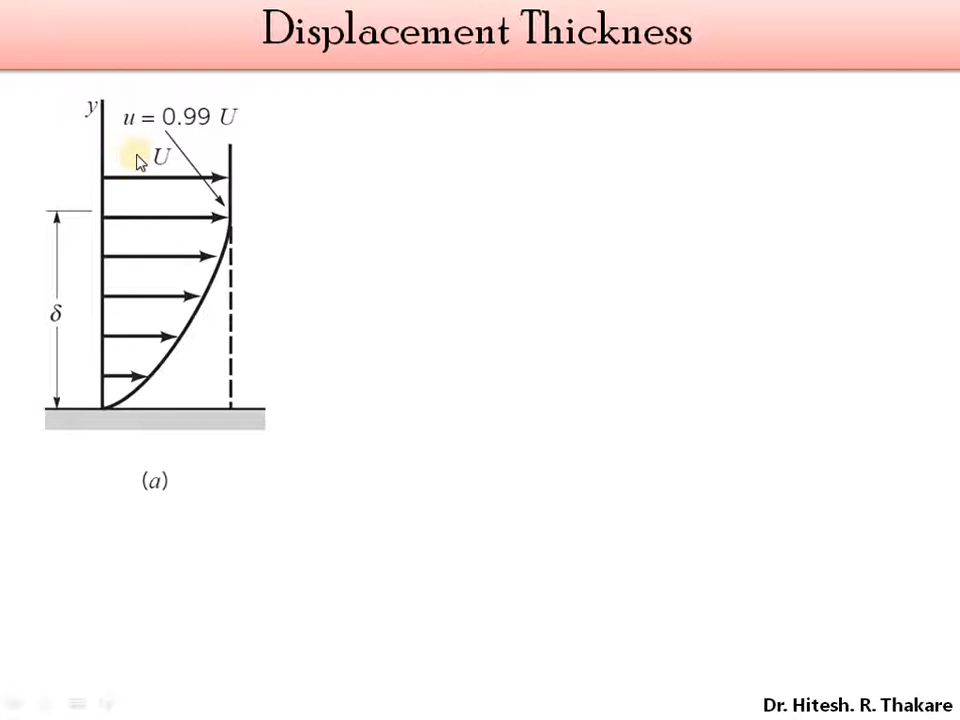 Displacement Thickness
y
u = 0.99 U
U
δ
(a)
Dr. Hitesh. R. Thakare